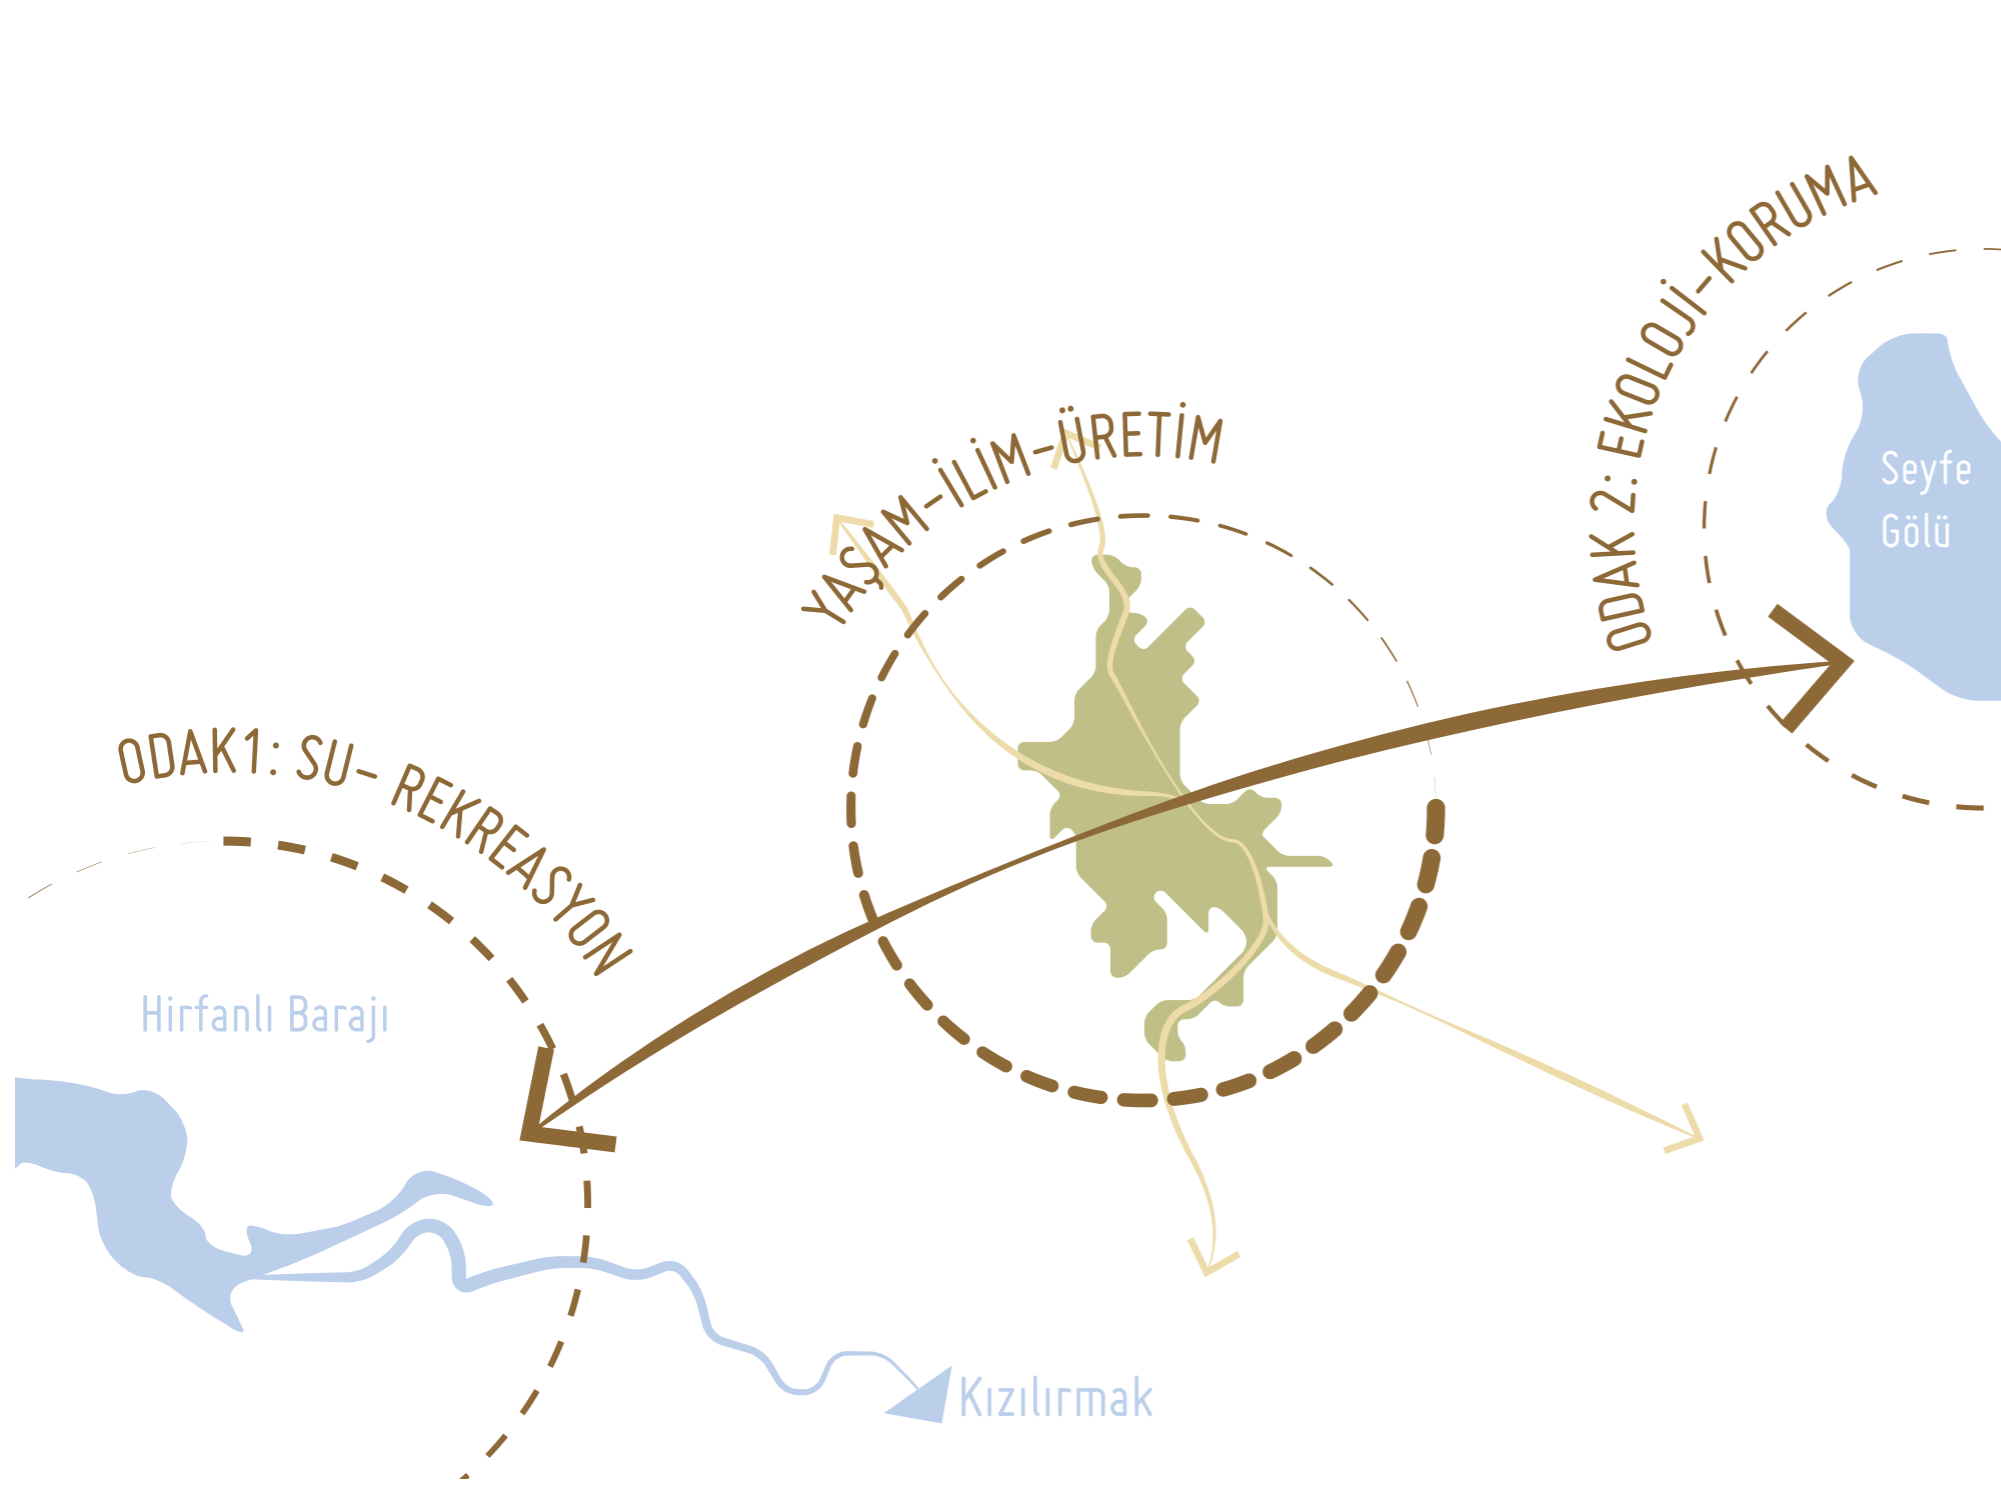 ODAK 2: EKOLOJİ-KORUMA
Seyfe
Gölü
YAŞAM-İLİM-ÜRETİM
ODAK1: SU- REKREASYON
Hirfanlı Barajı
Kızılırmak